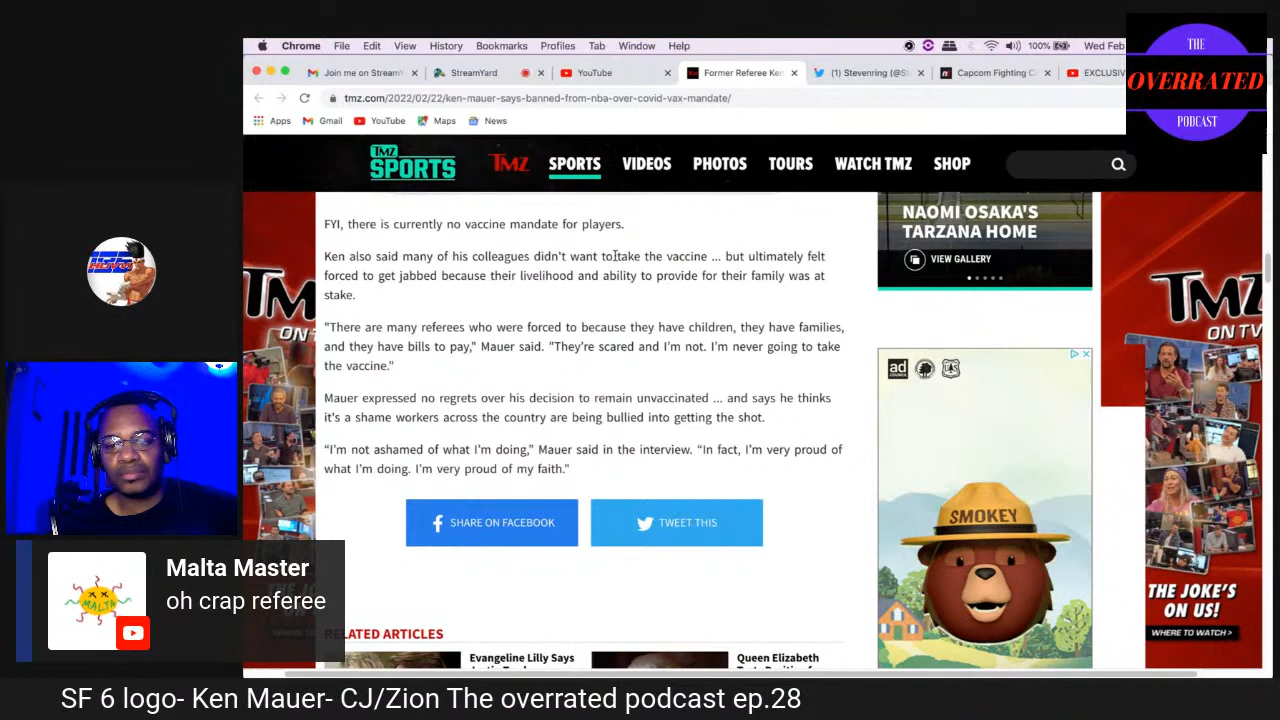 THE
OVERRATED
PODCAST
Chrome File Edit View History Bookmarks Profiles Tab Window Help
100% Wed Feb
Join me on StreamY
StreamYard
YouTube
Former Referee Ken
(1) Stevenring (@S
Capcom Fighting C
EXCLUSIV
tmz.com/2022/02/22/ken-mauer-says-banned-from-nba-over-covid-vax-mandate/
Apps Gmail YouTube Maps News
TMZ SPORTS
TMZ SPORTS VIDEOS PHOTOS TOURS WATCH TMZ SHOP
FYI, there is currently no vaccine mandate for players.
Ken also said many of his colleagues didn't want to take the vaccine ... but ultimately felt
forced to get jabbed because their livelihood and ability to provide for their family was at
stake.
"There are many referees who were forced to because they have children, they have families,
and they have bills to pay," Mauer said. "They're scared and I'm not. I'm never going to take
the vaccine."
Mauer expressed no regrets over his decision to remain unvaccinated ... and says he thinks
it's a shame workers across the country are being bullied into getting the shot.
“I'm not ashamed of what I'm doing,” Mauer said in the interview. “In fact, I'm very proud of
what I'm doing. I'm very proud of my faith."
SHARE ON FACEBOOK
TWEET THIS
RELATED ARTICLES
Evangeline Lilly Says
Queen Elizabeth
NAOMI OSAKA'S
TARZANA HOME
VIEW GALLERY
ad
COUNCIL
SMOKEY
TMZ
ON TV
THE JOKE'S
ON US!
WHERE TO WATCH >
MALTA
Malta Master
oh crap referee
SF 6 logo- Ken Mauer- CJ/Zion The overrated podcast ep.28